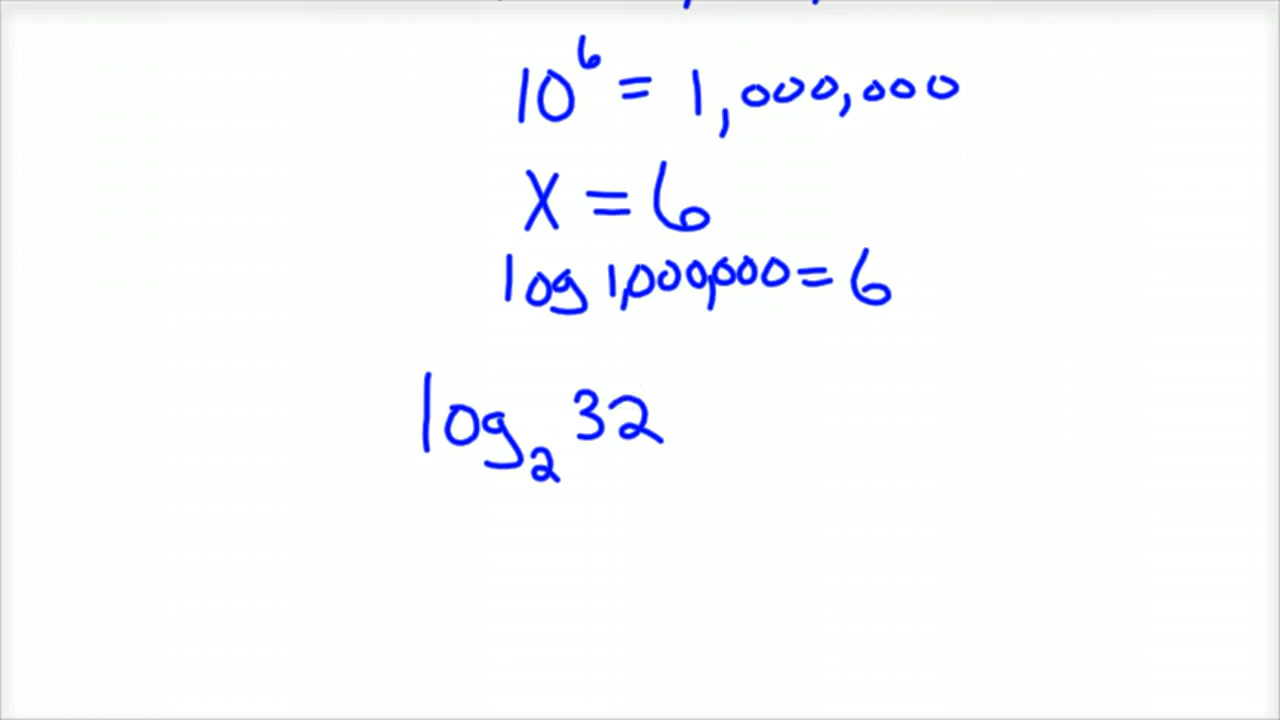 10⁶ = 1,000,000
x = 6
log 1,000,000 = 6
log₂ 32